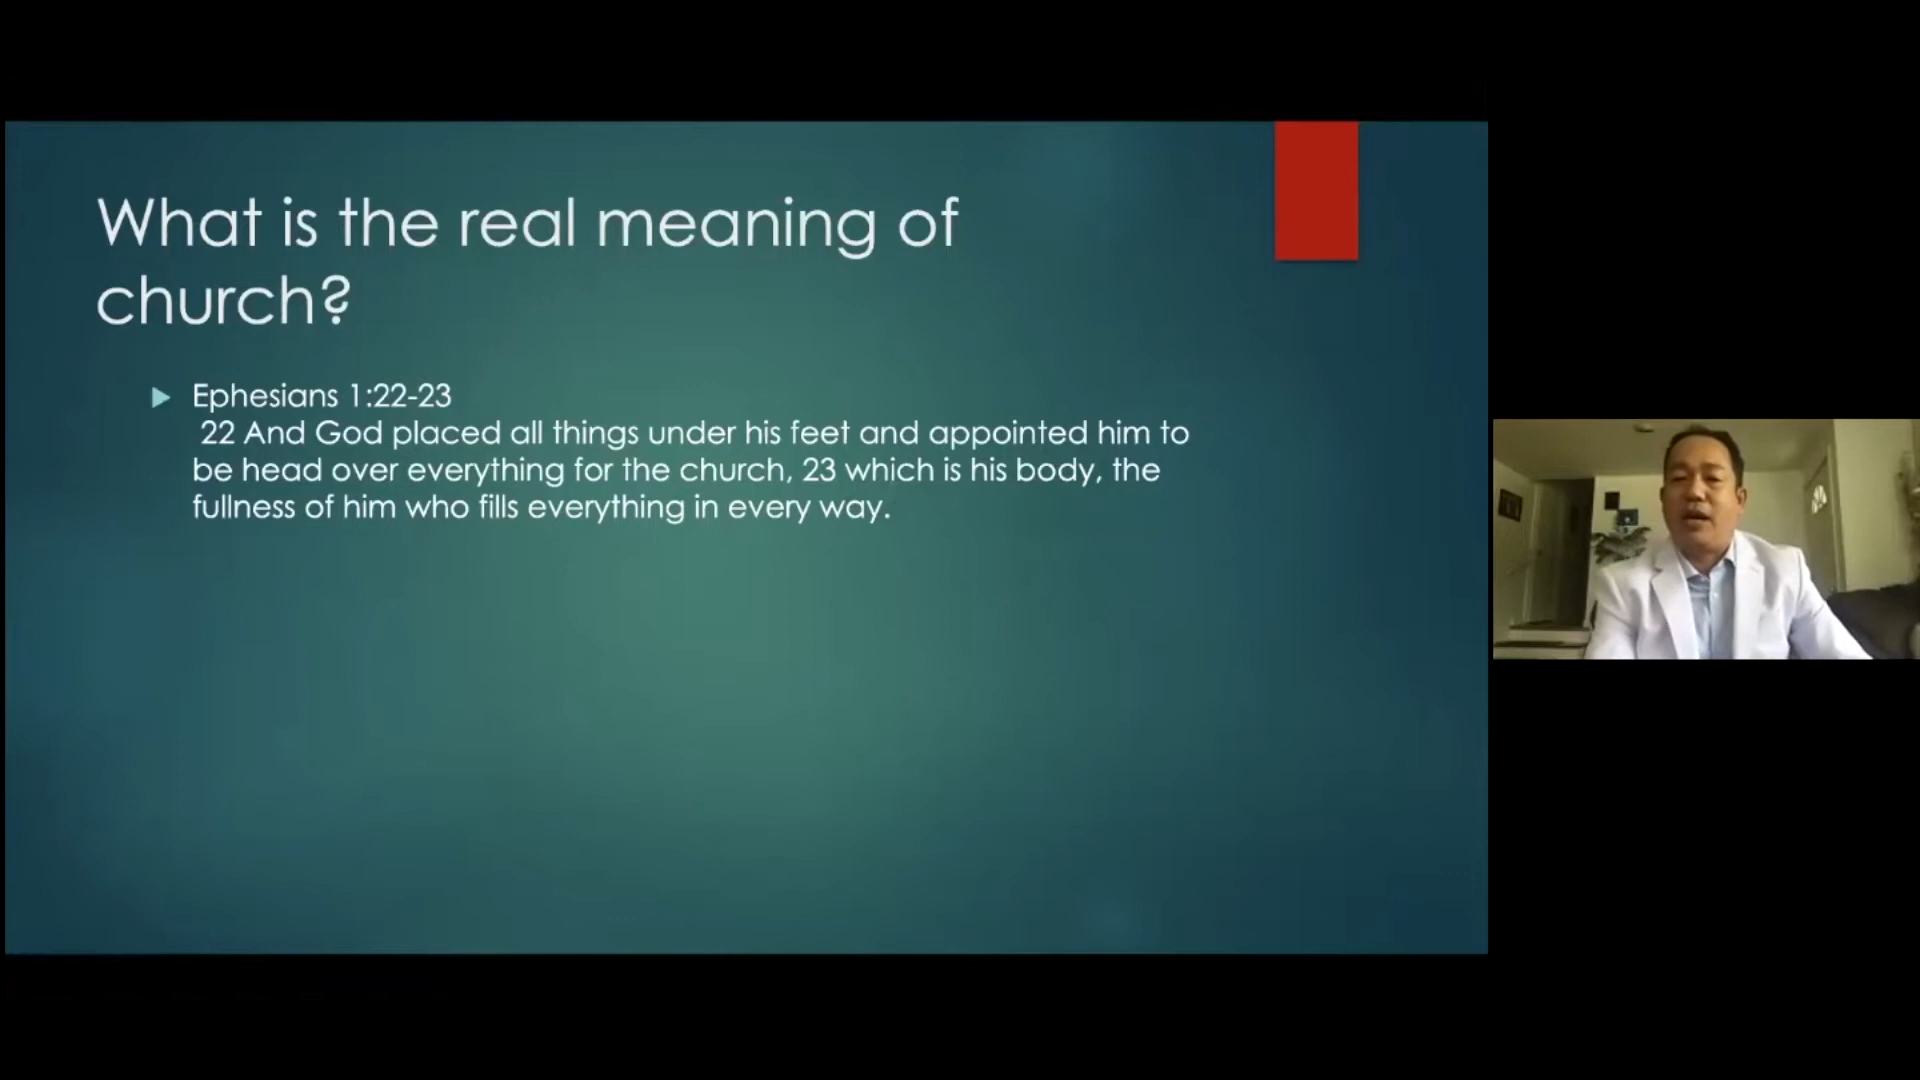 What is the real meaning of
church?
Ephesians 1:22-23
22 And God placed all things under his feet and appointed him to
be head over everything for the church, 23 which is his body, the
fullness of him who fills everything in every way.